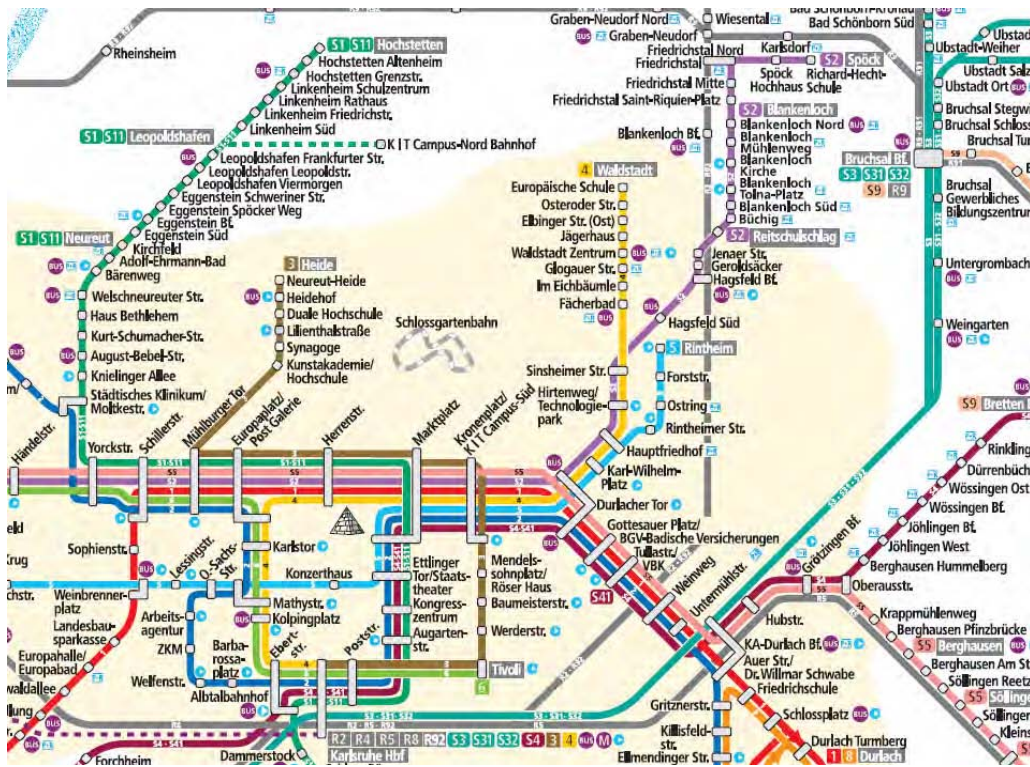 Rheinsheim
S1 S11 Hochstetten
Hochstetten Altenheim
Hochstetten Grenzstr.
Linkenheim Schulzentrum
Linkenheim Rathaus
Linkenheim Friedrichstr.
Linkenheim Süd
S1 S11 Leopoldshafen
KIT Campus-Nord Bahnhof
Leopoldshafen Frankfurter Str.
Leopoldshafen Leopoldstr.
Leopoldshafen Viermorgen
Eggenstein Schweriner Str.
Eggenstein Spöcker Weg
Eggenstein Bf.
Eggenstein Süd
S1 S11 Neureut
Kirchfeld
Adolf-Ehrmann-Bad
Bärenweg
Welschneureuter Str.
Haus Bethlehem
Kurt-Schumacher-Str.
August-Bebel-Str.
Knielinger Allee
Städtisches Klinikum/
Moltkestr.
3 Heide
Neureut-Heide
Heidehof
Duale Hochschule
Lilienthalstraße
Synagoge
Kunstakademie/
Hochschule
Schlossgartenbahn
Graben-Neudorf Nord
Graben-Neudorf
Wiesental
Karlsdorf
Friedrichstal Nord
Friedrichstal
S2 Spöck
Spöck
Hochhaus
Richard-Hecht-
Schule
Friedrichstal Mitte
Friedrichstal Saint-Riquier-Platz
S2 Blankenloch
Blankenloch Nord
Blankenloch
Mühlenweg
Blankenloch
Kirche
Blankenloch
Tolna-Platz
Blankenloch Süd
Büchig
Blankenloch Bf.
S2 Reitschulschlag
Jenaer Str.
Geroldsäcker
Hagsfeld Bf.
Hagsfeld Süd
4 Waldstadt
Europäische Schule
Osteroder Str.
Elbinger Str. (Ost)
Jägerhaus
Waldstadt Zentrum
Glogauer Str.
Im Eichbäumle
Fächerbad
Sinsheimer Str.
Hirtenweg/
Technologie-
park
Hauptfriedhof
Karl-Wilhelm-
Platz
Durlacher Tor
5 Rintheim
Forststr.
Ostring
Rintheimer Str.
Bad Schönborn-Kronau
Bad Schönborn Süd
Ubstadt-Weiher
Ubstadt Ort
Bruchsal Bf.
S3 S31 S32
S9 R9
Bruchsal
Gewerbliches
Bildungszentrum
Weingarten
Händelstr.
Yorckstr.
Schillerstr.
Mühlburger Tor
Europaplatz/
Post Galerie
Herrenstr.
Marktplatz
Kronenplatz/
KIT Campus-Süd
Sophienstr.
Lessingstr.
O.-Sachs-
Str.
Karlstor
Konzerthaus
Ettlinger
Tor/Staats-
theater
Kongress-
zentrum
Augarten-
str.
Mendels-
sohnplatz/
Röser Haus
Baumeisterstr.
Werderstr.
Tivoli
6
Weinbrenner-
platz
Landesbau-
sparkasse
Europahalle/
Europabad
Arbeits-
agentur
ZKM
Barba-
rossa-
platz
Welfenstr.
Albtalbahnhof
Mathystr.
Kolpingplatz
Ebert-
str.
Poststr.
Gottesauer Platz/
BGV-Badische Versicherungen
Tullastr./
VBK
S41
Weinweg
Untermühlstr.
Hubstr.
Grötzingen Bf.
Oberausstr.
KA-Durlach Bf.
Auer Str./
Dr. Willmar Schwabe
Friedrichschule
Schlossplatz
Durlach Turmberg
1 8 Durlach
Gritznerstr.
Killisfeld-
str.
Ellmendinger Str.
Wössingen Ost
Wössingen Bf.
Jöhlingen Bf.
Jöhlingen West
Berghausen Hummelberg
Krappmühlenweg
Berghausen Pfinzbrücke
S5 Berghausen
Berghausen Am St
R2 R4 R5 R8 R92 S3 S31 S32 S4 3 4 BUS M
Karlsruhe Hbf
Forchheim
Dammerstock